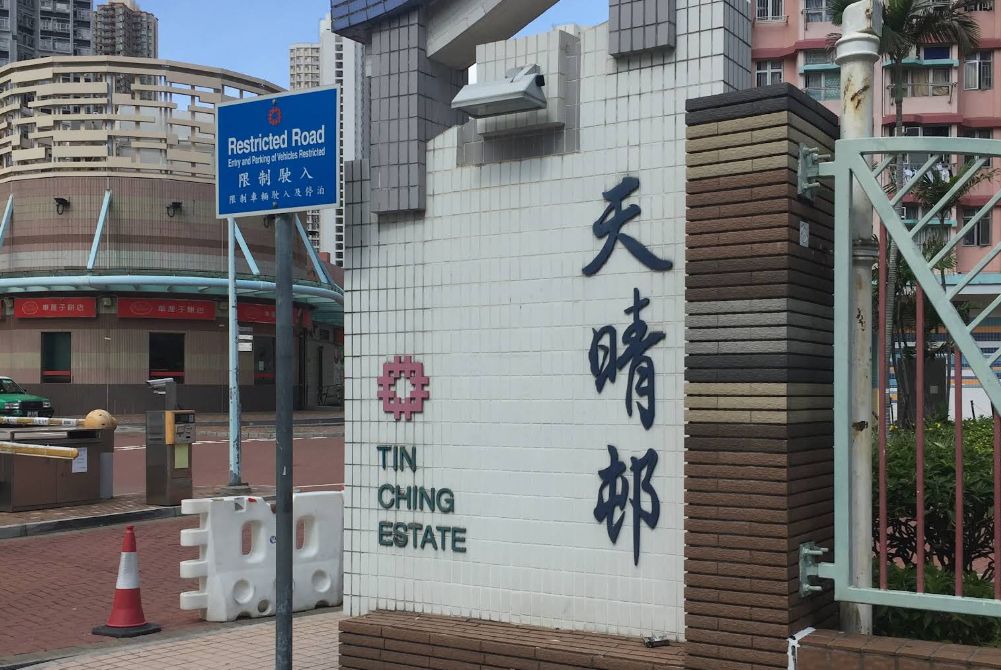 Restricted Road
Entry and Parking of Vehicles Restricted
限制駛入
限制車輛駛入及停泊
天晴邨
TIN
CHING
ESTATE